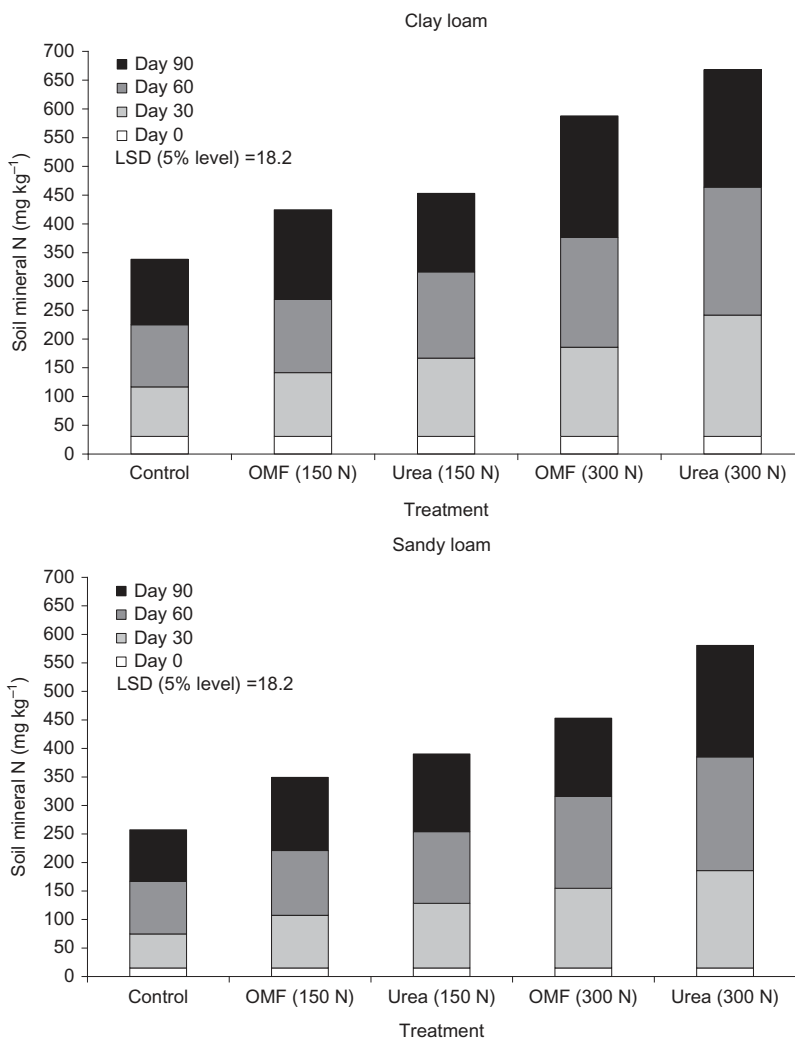 Clay loam
700
650
600
550
500
450
400
350
300
250
200
150
100
50
0
Soil mineral N (mg kg⁻¹)
Day 90
Day 60
Day 30
Day 0
LSD (5% level) =18.2
Control OMF (150 N) Urea (150 N) OMF (300 N) Urea (300 N)
Treatment
Sandy loam
700
650
600
550
500
450
400
350
300
250
200
150
100
50
0
Soil mineral N (mg kg⁻¹)
Day 90
Day 60
Day 30
Day 0
LSD (5% level) =18.2
Control OMF (150 N) Urea (150 N) OMF (300 N) Urea (300 N)
Treatment